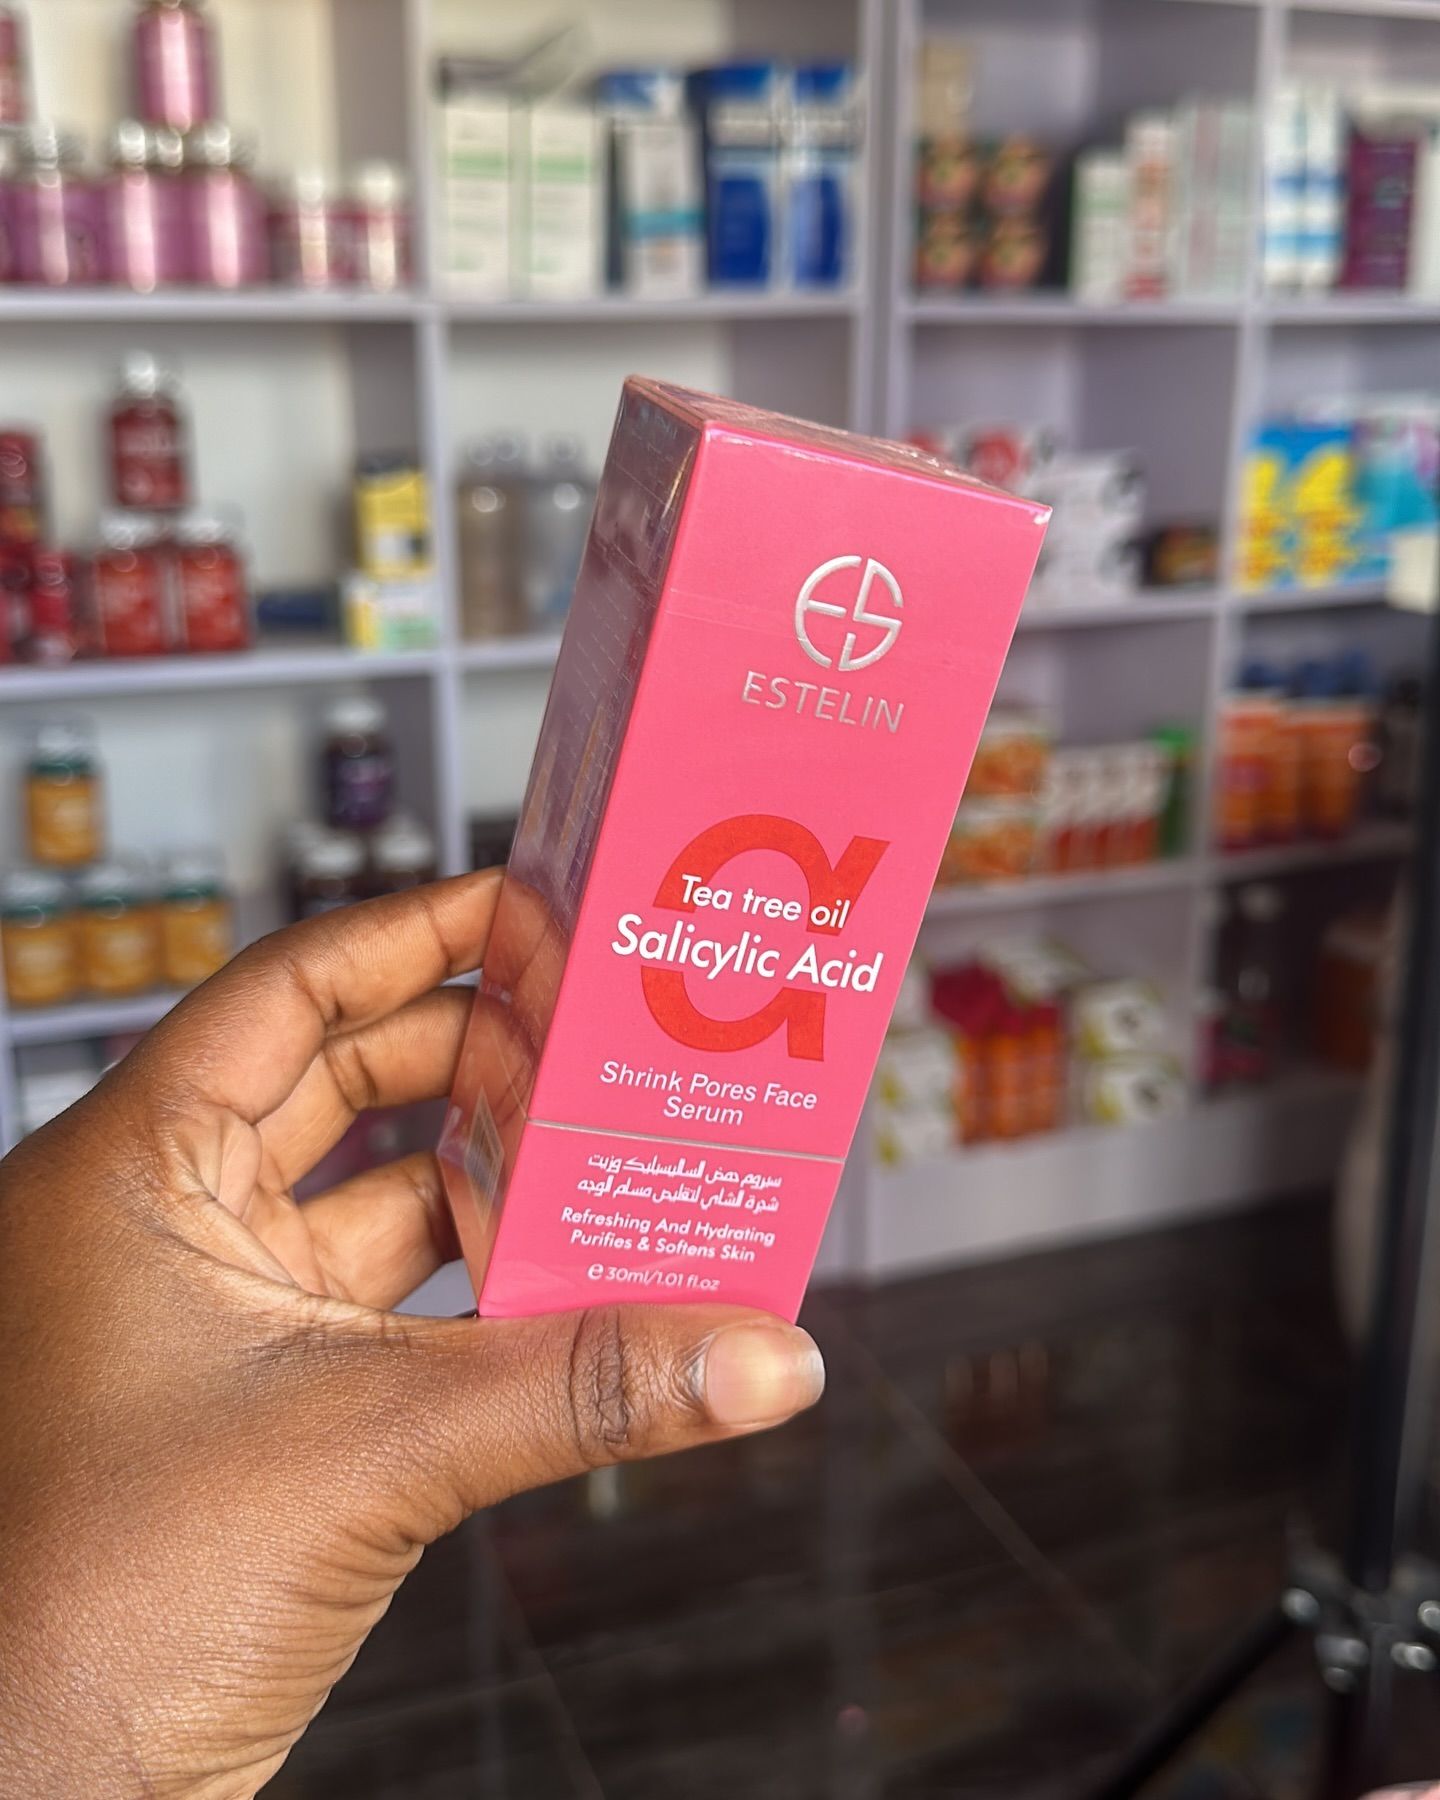 ES
ESTELIN
α
Tea tree oil
Salicylic Acid
Shrink Pores Face
Serum
سيروم حمض الساليسيليك وزيت
شجرة الشاي لتقليص مسام الوجه
Refreshing And Hydrating
Purifies & Softens Skin
e 30ml/1.01 fl.oz